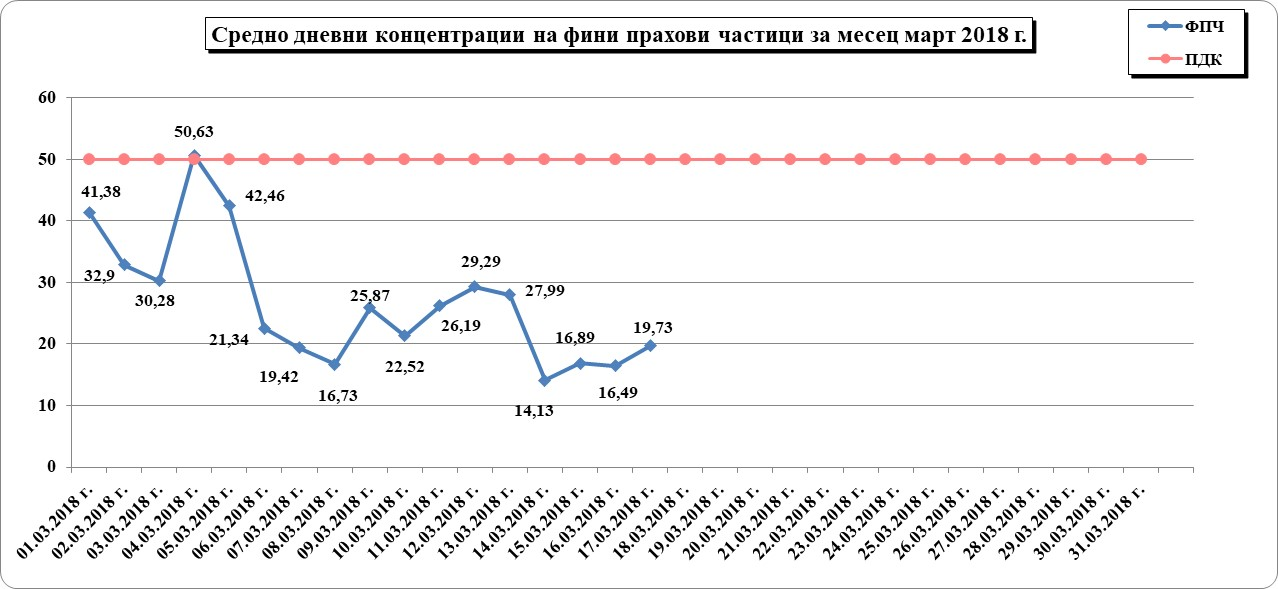 Средно дневни концентрации на фини прахови частици за месец март 2018 г.
ФПЧ
ПДК
60
50
40
30
20
10
0
41,38
32,9
30,28
50,63
42,46
21,34
19,42
16,73
25,87
22,52
26,19
29,29
27,99
14,13
16,89
16,49
19,73
01.03.2018 г.
02.03.2018 г.
03.03.2018 г.
04.03.2018 г.
05.03.2018 г.
06.03.2018 г.
07.03.2018 г.
08.03.2018 г.
09.03.2018 г.
10.03.2018 г.
11.03.2018 г.
12.03.2018 г.
13.03.2018 г.
14.03.2018 г.
15.03.2018 г.
16.03.2018 г.
17.03.2018 г.
18.03.2018 г.
19.03.2018 г.
20.03.2018 г.
21.03.2018 г.
22.03.2018 г.
23.03.2018 г.
24.03.2018 г.
25.03.2018 г.
26.03.2018 г.
27.03.2018 г.
28.03.2018 г.
29.03.2018 г.
30.03.2018 г.
31.03.2018 г.